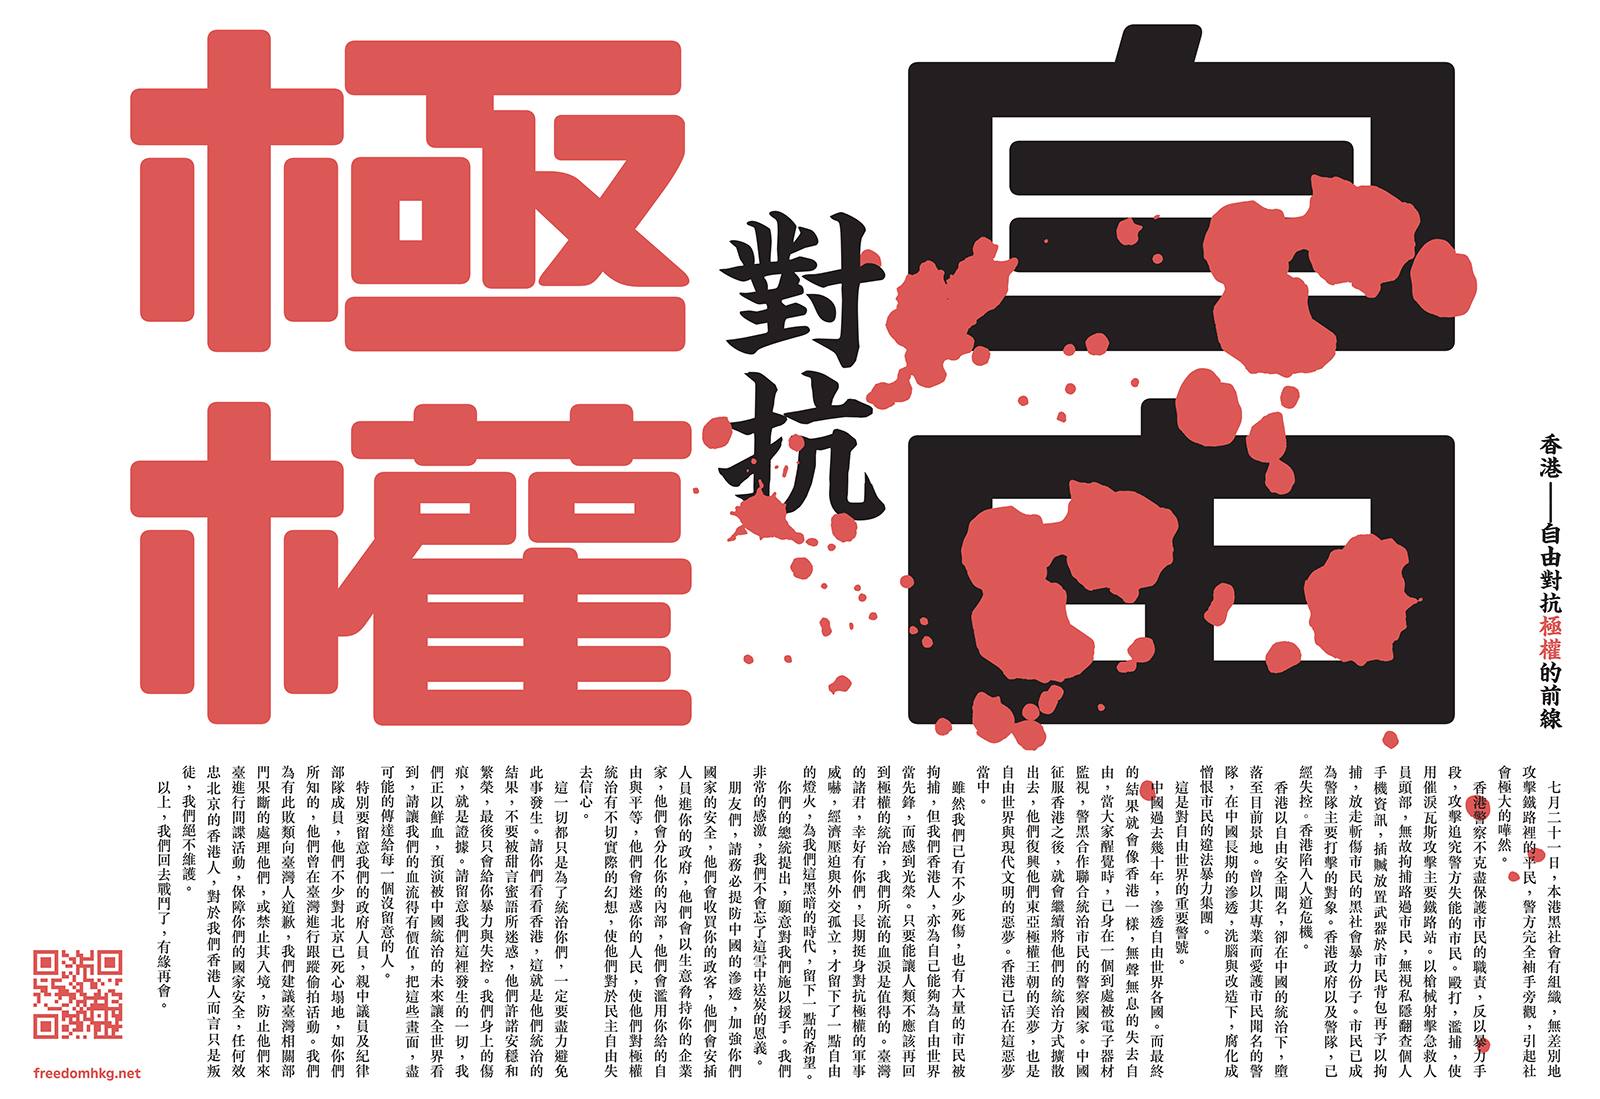 自由
對抗
極權
香港——自由對抗極權的前線
七月二十一日，本港黑社會有組織，無差別地
攻擊鐵路裡的平民，警方完全袖手旁觀，引起社
會極大的嘩然。
香港警察不克盡保護市民的職責，反以暴力手
段，攻擊追究警方失能的市民。毆打，濫捕，使
用催淚瓦斯攻擊主要鐵路站。以槍械射擊急救人
員頭部，無故拘捕路過市民，無視私隱翻查個人
手機資訊，插贓放置武器於市民背包再予以拘
捕，放走斬傷市民的黑社會暴力份子。市民已成
為警隊主要打擊的對象。香港政府以及警隊，已
經失控。香港陷入人道危機。
香港以自由安全聞名，卻在中國的統治下，墮
落至目前景地。曾以其專業而愛護市民聞名的警
隊，在中國長期的滲透，洗腦與改造下，腐化成
憎恨市民的違法暴力集團。
這是對自由世界的重要警號。
中國過去幾十年，滲透自由世界各國。而最終
的結果就會像香港一樣，無聲無息的失去自
由，當大家醒覺時，已身在一個到處被電子器材
監視，警黑合作聯合統治市民的警察國家。中國
征服香港之後，就會繼續將他們的統治方式擴散
出去，他們復興他們東亞極權王朝的美夢，也是
自由世界與現代文明的惡夢。香港已活在這惡夢
當中。
雖然我們已有不少死傷，也有大量的市民被
拘捕，但我們香港人，亦為自己能夠為自由世界
當先鋒，而感到光榮。只要能讓人類不應該再回
到極權的統治，我們所流的血淚是值得的。臺灣
的諸君，幸好有你們，長期挺身對抗極權的軍事
威嚇，經濟壓迫與外交孤立，才留下了一點自由
的燈火，為我們這黑暗的時代，留下一點的希望。
你們的總統提出，願意對我們施以援手。我們
非常的感激，我們不會忘了這雪中送炭的恩義。
朋友們，請務必提防中國的滲透，加強你們
國家的安全，他們會收買你的政客，他們會安插
人員進你的政府，他們會以生意脅持你的企業
家，他們會分化你的內部，他們會濫用你給的自
由與平等，他們會迷惑你的人民，使他們對極權
統治有不切實際的幻想，使他們對於民主自由失
去信心。
這一切都只是為了統治你們，一定要盡力避免
此事發生。請你們看看香港，這就是他們統治的
結果，不要被甜言蜜語所迷惑，他們許諾安穩和
繁榮，最後只會給你暴力與失控。我們身上的傷
痕，就是證據。請留意我們這裡發生的一切，我
們正以鮮血，預演被中國統治的未來讓全世界看
到，請讓我們的血流得有價值，把這些畫面，盡
可能的傳達給每一個沒留意的人。
特別要留意我們的政府人員，親中議員及紀律
部隊成員，他們不少對北京已死心塌地，如你們
所知的，他們曾在臺灣進行跟蹤偷拍活動。我們
為有此敗類向臺灣人道歉，我們建議臺灣相關部
門果斷的處理他們，或禁止其入境，防止他們來
臺進行間諜活動，保障你們的國家安全，任何效
忠北京的香港人，對於我們香港人而言只是叛
徒，我們絕不維護。
以上，我們回去戰鬥了，有緣再會。
freedomhkg.net